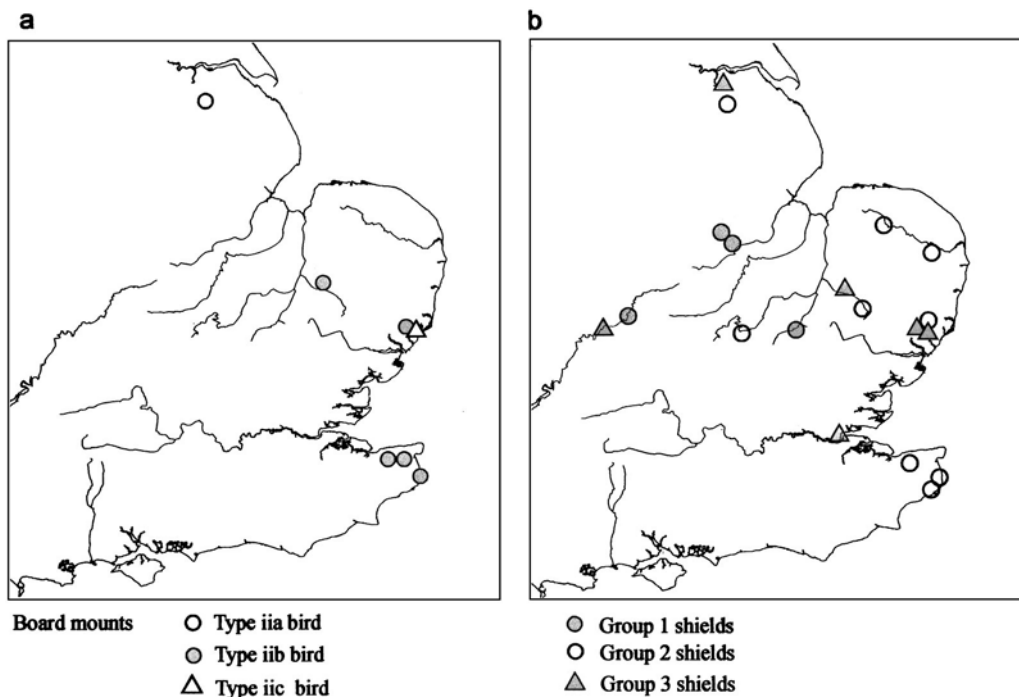 a
b
Board mounts
Type iia bird
Type iib bird
Type iic bird
Group 1 shields
Group 2 shields
Group 3 shields